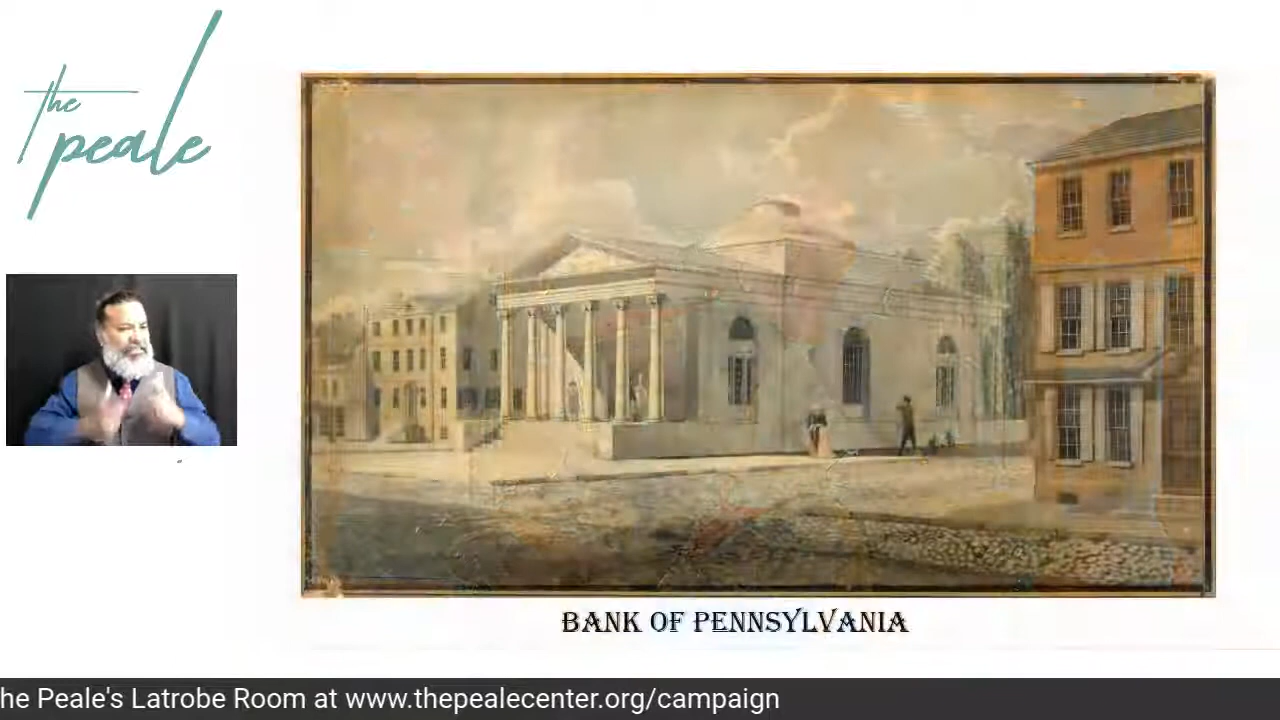 the
peale
BANK OF PENNSYLVANIA
he Peale's Latrobe Room at www.thepealecenter.org/campaign